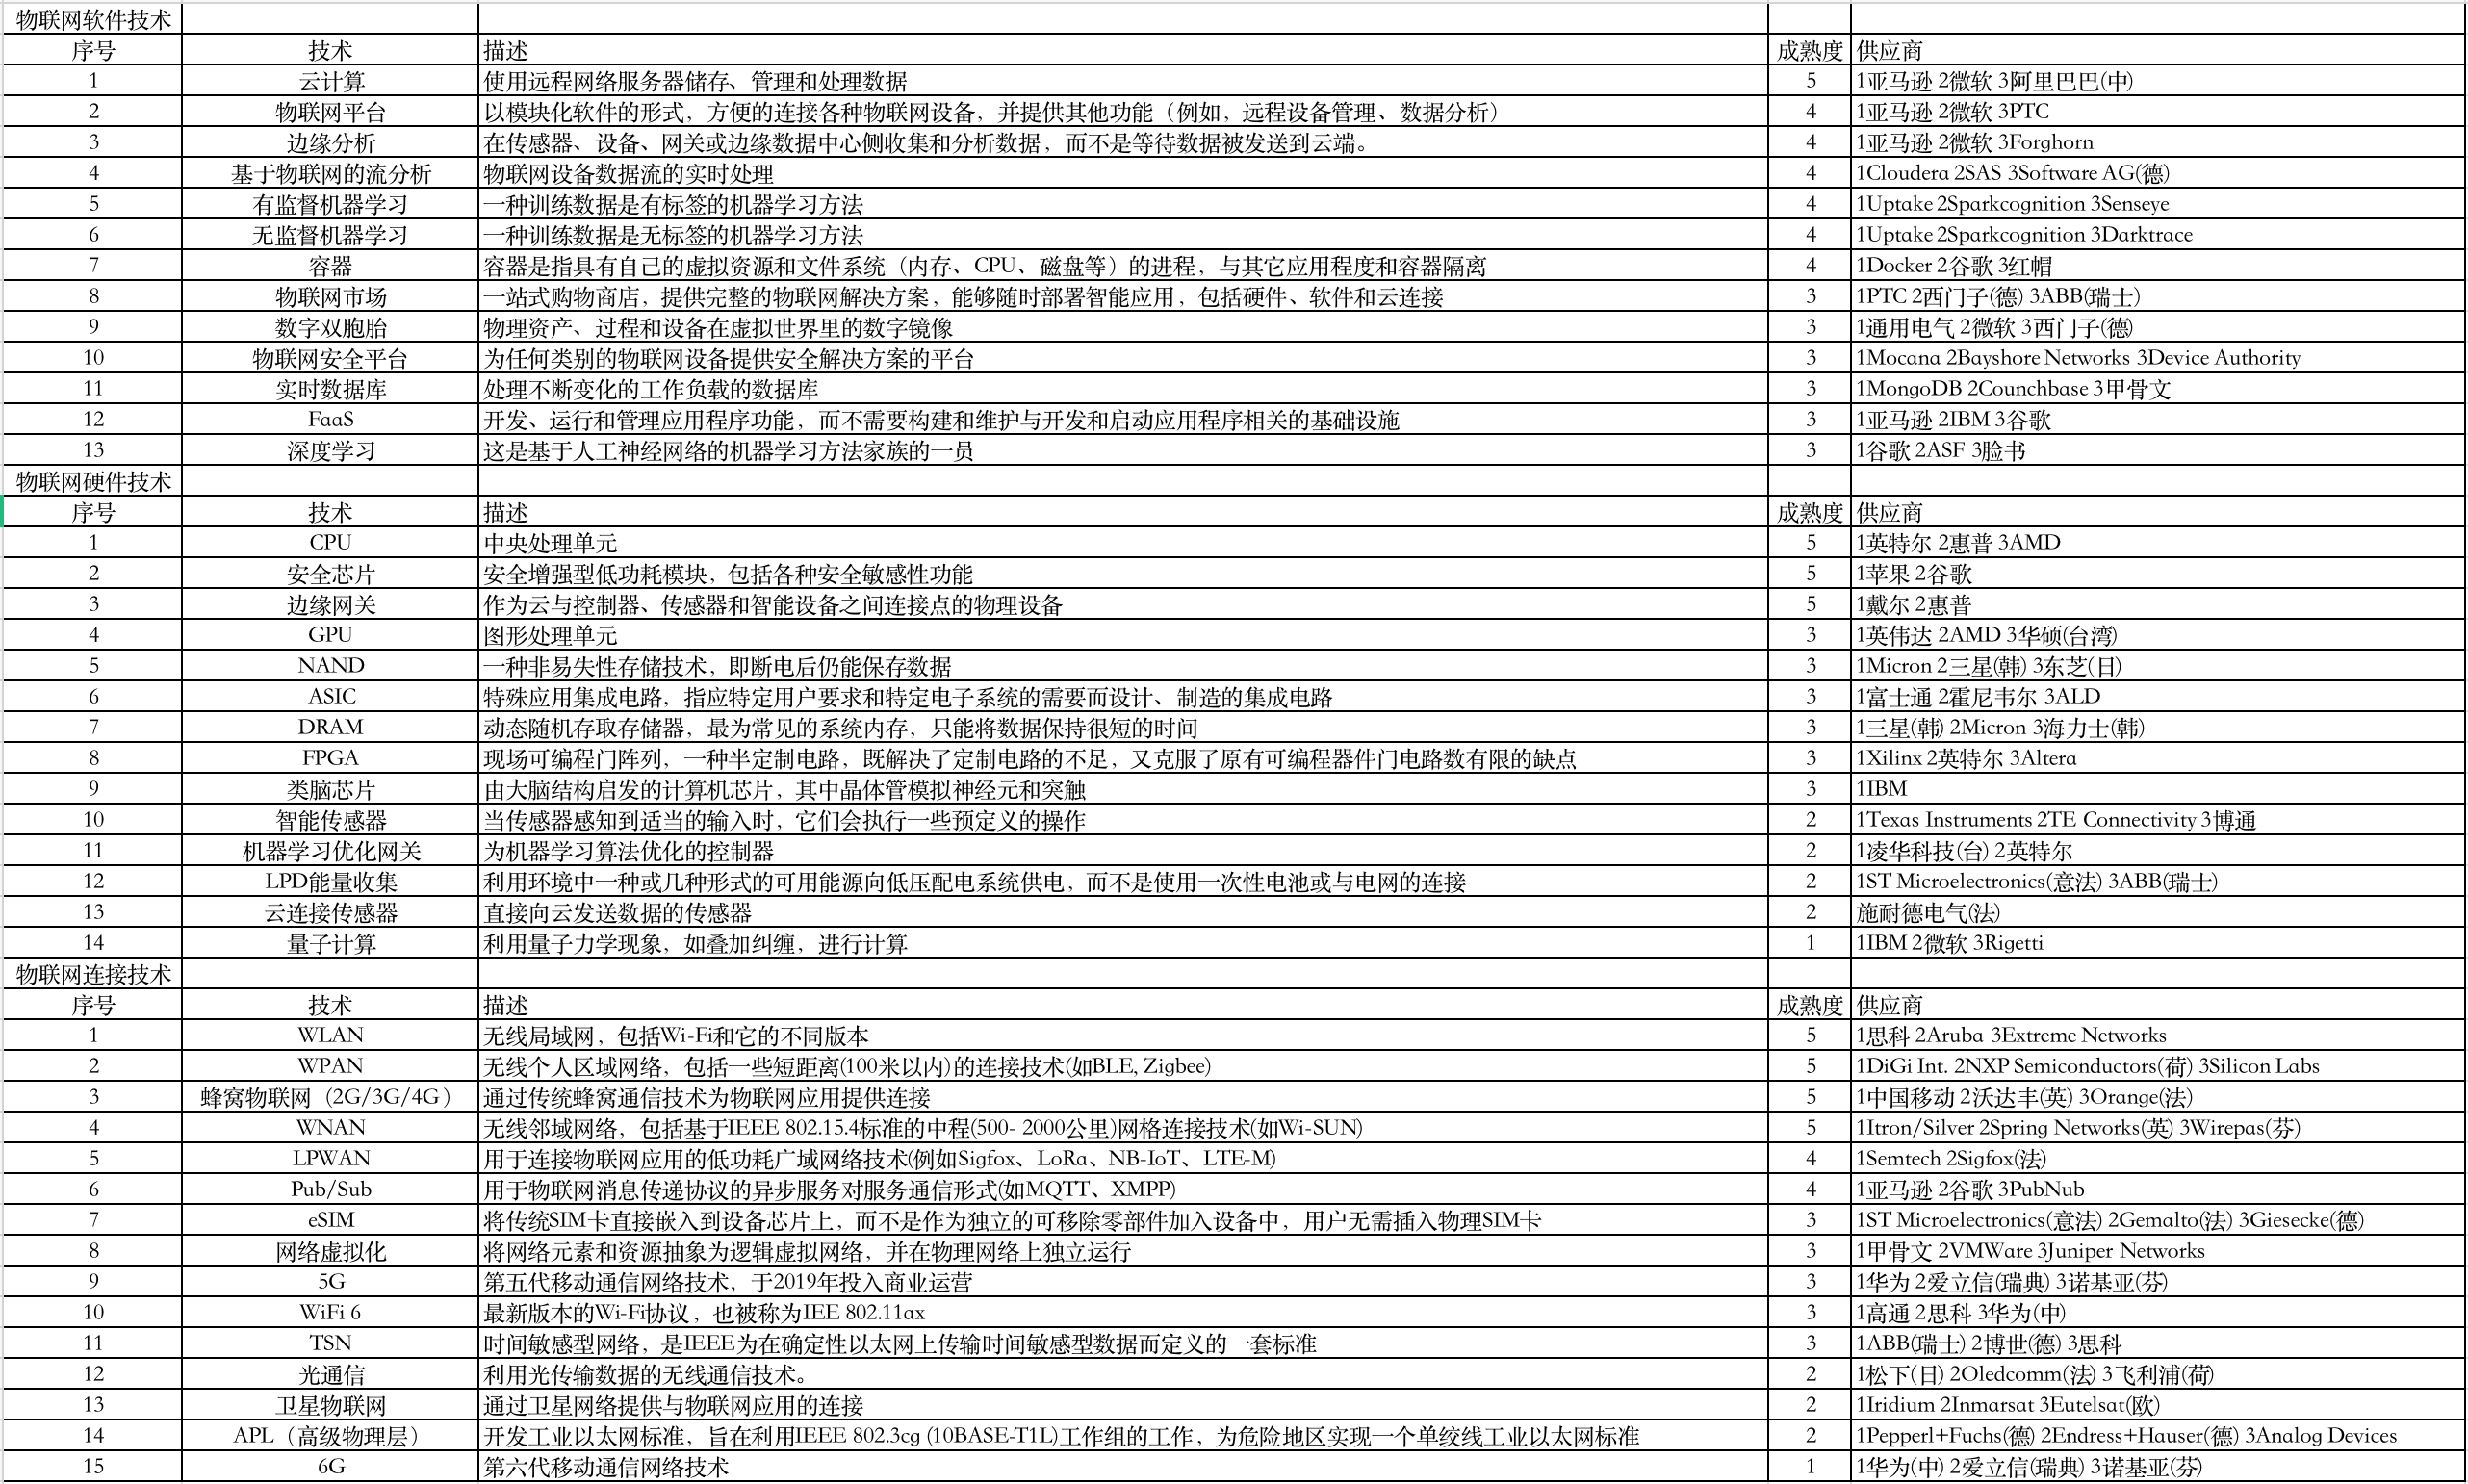 物联网软件技术
序号 技术 描述 成熟度 供应商
1 云计算 使用远程网络服务器储存、管理和处理数据 5 1亚马逊 2微软 3阿里巴巴(中)
2 物联网平台 以模块化软件的形式，方便的连接各种物联网设备，并提供其他功能（例如，远程设备管理、数据分析） 4 1亚马逊 2微软 3PTC
3 边缘分析 在传感器、设备、网关或边缘数据中心侧收集和分析数据，而不是等待数据被发送到云端。 4 1亚马逊 2微软 3Forghorn
4 基于物联网的流分析 物联网设备数据流的实时处理 4 1Cloudera 2SAS 3Software AG(德)
5 有监督机器学习 一种训练数据是有标签的机器学习方法 4 1Uptake 2Sparkcognition 3Senseye
6 无监督机器学习 一种训练数据是无标签的机器学习方法 4 1Uptake 2Sparkcognition 3Darktrace
7 容器 容器是指具有自己的虚拟资源和文件系统（内存、CPU、磁盘等）的进程，与其它应用程度和容器隔离 4 1Docker 2谷歌 3红帽
8 物联网市场 一站式购物商店，提供完整的物联网解决方案，能够随时部署智能应用，包括硬件、软件和云连接 3 1PTC 2西门子(德) 3ABB(瑞士)
9 数字双胞胎 物理资产、过程和设备在虚拟世界里的数字镜像 3 1通用电气 2微软 3西门子(德)
10 物联网安全平台 为任何类别的物联网设备提供安全解决方案的平台 3 1Mocana 2Bayshore Networks 3Device Authority
11 实时数据库 处理不断变化的工作负载的数据库 3 1MongoDB 2Counchbase 3甲骨文
12 FaaS 开发、运行和管理应用程序功能，而不需要构建和维护与开发和启动应用程序相关的基础设施 3 1亚马逊 2IBM 3谷歌
13 深度学习 这是基于人工神经网络的机器学习方法家族的一员 3 1谷歌 2ASF 3脸书
物联网硬件技术
序号 技术 描述 成熟度 供应商
1 CPU 中央处理单元 5 1英特尔 2惠普 3AMD
2 安全芯片 安全增强型低功耗模块，包括各种安全敏感性功能 5 1苹果 2谷歌
3 边缘网关 作为云与控制器、传感器和智能设备之间连接点的物理设备 5 1戴尔 2惠普
4 GPU 图形处理单元 3 1英伟达 2AMD 3华硕(台湾)
5 NAND 一种非易失性存储技术，即断电后仍能保存数据 3 1Micron 2三星(韩) 3东芝(日)
6 ASIC 特殊应用集成电路，指应特定用户要求和特定电子系统的需要而设计、制造的集成电路 3 1富士通 2霍尼韦尔 3ALD
7 DRAM 动态随机存取存储器，最为常见的系统内存，只能将数据保持很短的时间 3 1三星(韩) 2Micron 3海力士(韩)
8 FPGA 现场可编程门阵列，一种半定制电路，既解决了定制电路的不足，又克服了原有可编程器件门电路数有限的缺点 3 1Xilinx 2英特尔 3Altera
9 类脑芯片 由大脑结构启发的计算机芯片，其中晶体管模拟神经元和突触 3 1IBM
10 智能传感器 当传感器感知到适当的输入时，它们会执行一些预定义的操作 2 1Texas Instruments 2TE Connectivity 3博通
11 机器学习优化网关 为机器学习算法优化的控制器 2 1凌华科技(台) 2英特尔
12 LPD能量收集 利用环境中一种或几种形式的可用能源向低压配电系统供电，而不是使用一次性电池或与电网的连接 2 1ST Microelectronics(意法) 3ABB(瑞士)
13 云连接传感器 直接向云发送数据的传感器 2 施耐德电气(法)
14 量子计算 利用量子力学现象，如叠加纠缠，进行计算 1 1IBM 2微软 3Rigetti
物联网连接技术
序号 技术 描述 成熟度 供应商
1 WLAN 无线局域网，包括Wi-Fi和它的不同版本 5 1思科 2Aruba 3Extreme Networks
2 WPAN 无线个人区域网络，包括一些短距离(100米以内)的连接技术(如BLE, Zigbee) 5 1DiGi Int. 2NXP Semiconductors(荷) 3Silicon Labs
3 蜂窝物联网（2G/3G/4G） 通过传统蜂窝通信技术为物联网应用提供连接 5 1中国移动 2沃达丰(英) 3Orange(法)
4 WNAN 无线邻域网络，包括基于IEEE 802.15.4标准的中程(500- 2000公里)网格连接技术(如Wi-SUN) 5 1Itron/Silver 2Spring Networks(英) 3Wirepas(芬)
5 LPWAN 用于连接物联网应用的低功耗广域网络技术(例如Sigfox、LoRa、NB-IoT、LTE-M) 4 1Semtech 2Sigfox(法)
6 Pub/Sub 用于物联网消息传递协议的异步服务对服务通信形式(如MQTT、XMPP) 4 1亚马逊 2谷歌 3PubNub
7 eSIM 将传统SIM卡直接嵌入到设备芯片上，而不是作为独立的可移除零部件加入设备中，用户无需插入物理SIM卡 3 1ST Microelectronics(意法) 2Gemalto(法) 3Giesecke(德)
8 网络虚拟化 将网络元素和资源抽象为逻辑虚拟网络，并在物理网络上独立运行 3 1甲骨文 2VMWare 3Juniper Networks
9 5G 第五代移动通信网络技术，于2019年投入商业运营 3 1华为 2爱立信(瑞典) 3诺基亚(芬)
10 WiFi 6 最新版本的Wi-Fi协议，也被称为IEE 802.11ax 3 1高通 2思科 3华为(中)
11 TSN 时间敏感型网络，是IEEE为在确定性以太网上传输时间敏感型数据而定义的一套标准 3 1ABB(瑞士) 2博世(德) 3思科
12 光通信 利用光传输数据的无线通信技术。 2 1松下(日) 2Oledcomm(法) 3飞利浦(荷)
13 卫星物联网 通过卫星网络提供与物联网应用的连接 2 1Iridium 2Inmarsat 3Eutelsat(欧)
14 APL（高级物理层） 开发工业以太网标准，旨在利用IEEE 802.3cg (10BASE-T1L)工作组的工作，为危险地区实现一个单绞线工业以太网标准 2 1Pepperl+Fuchs(德) 2Endress+Hauser(德) 3Analog Devices
15 6G 第六代移动通信网络技术 1 1华为(中) 2爱立信(瑞典) 3诺基亚(芬)